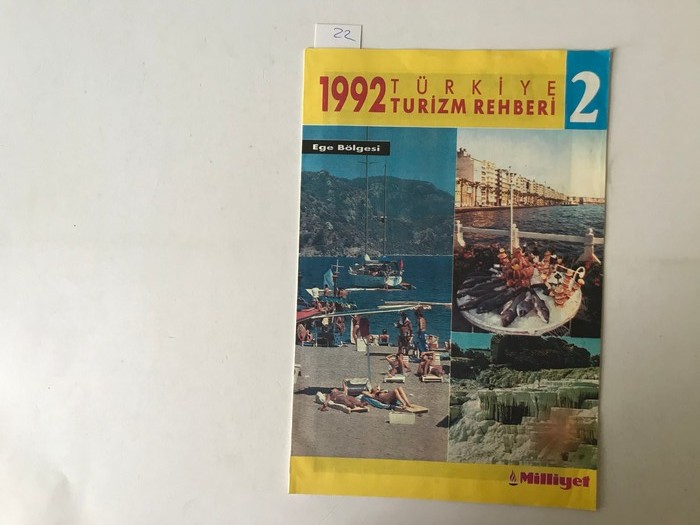 22
1992 TÜRKİYE
TURİZM REHBERİ
2
Ege Bölgesi
Milliyet